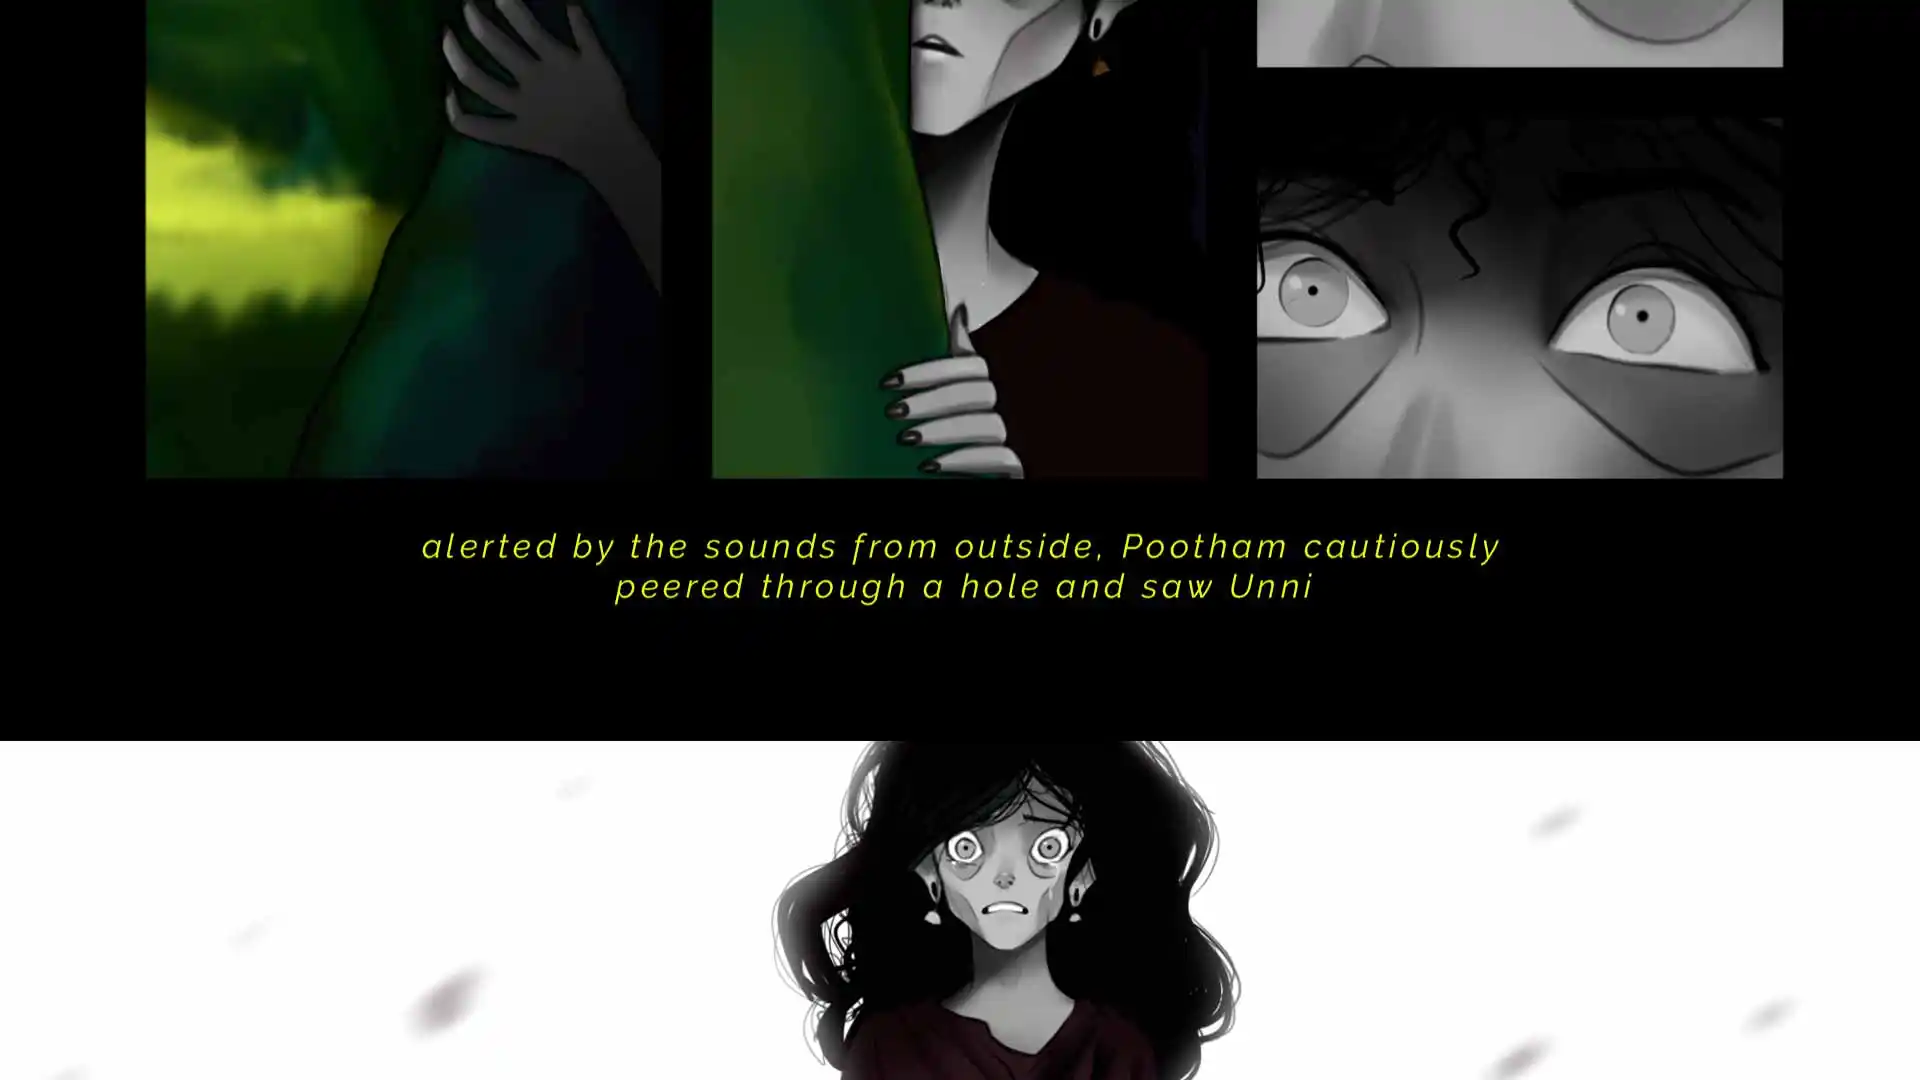 alerted by the sounds from outside, Pootham cautiously
peered through a hole and saw Unni